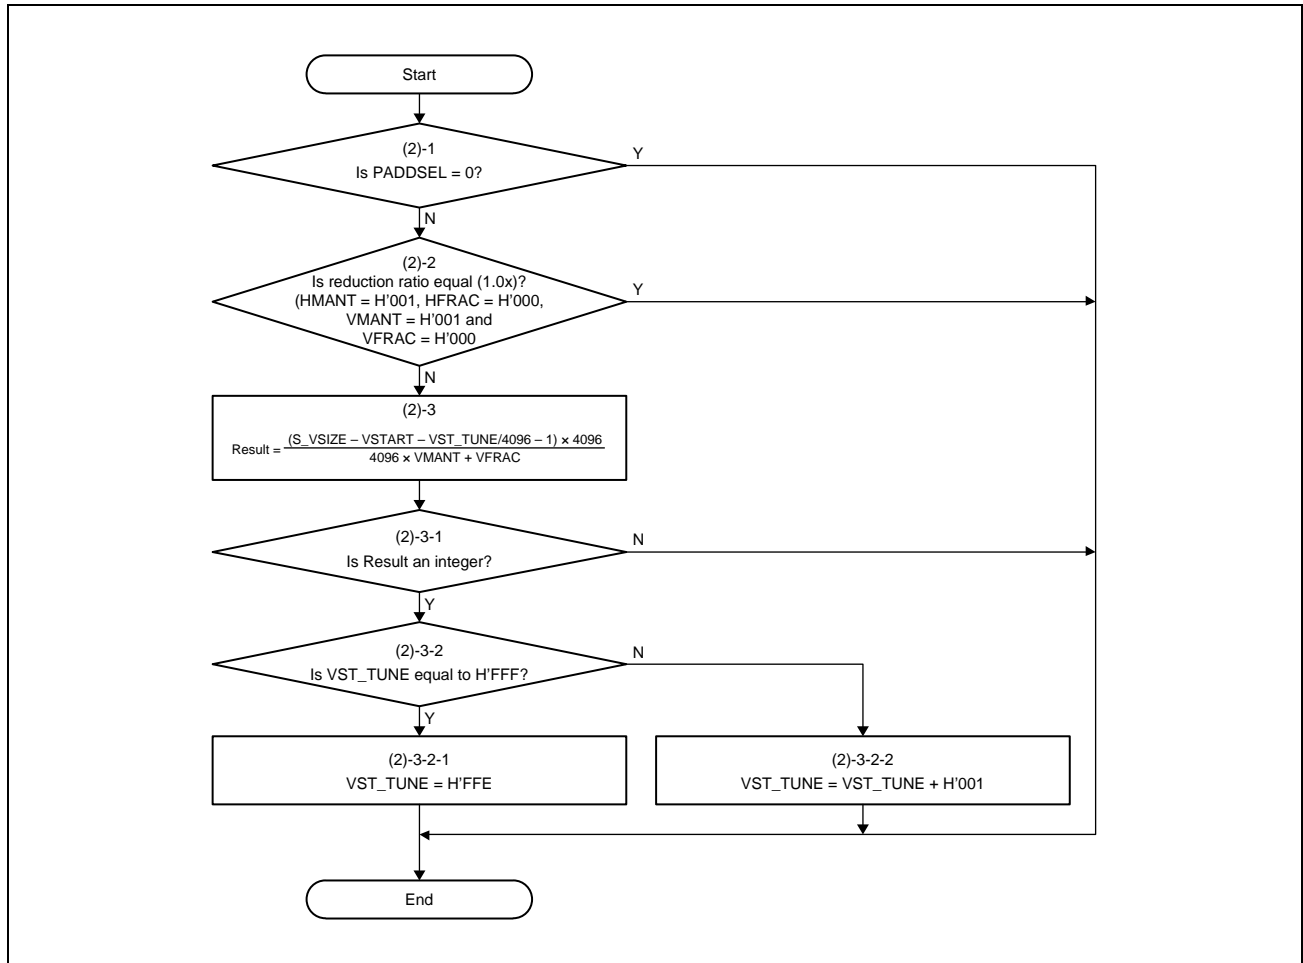 Start
(2)-1
Is PADDSEL = 0?
Y
N
(2)-2
Is reduction ratio equal (1.0x)?
(HMANT = H'001, HFRAC = H'000,
VMANT = H'001 and
VFRAC = H'000
Y
N
(2)-3
Result = (S_VSIZE – VSTART – VST_TUNE/4096 – 1) × 4096
4096 × VMANT + VFRAC
(2)-3-1
Is Result an integer?
N
Y
(2)-3-2
Is VST_TUNE equal to H'FFF?
N
Y
(2)-3-2-1
VST_TUNE = H'FFE
(2)-3-2-2
VST_TUNE = VST_TUNE + H'001
End